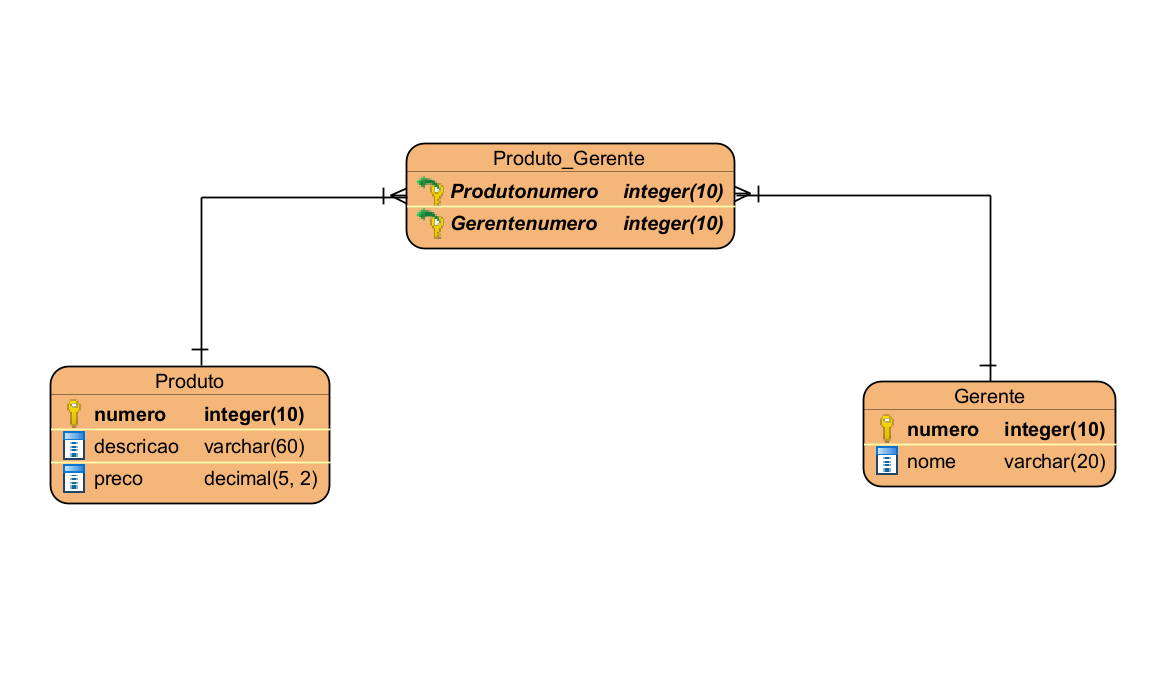 Produto_Gerente
Produtonumero integer(10)
Gerentenumero integer(10)
Produto
numero integer(10)
descricao varchar(60)
preco decimal(5, 2)
Gerente
numero integer(10)
nome varchar(20)